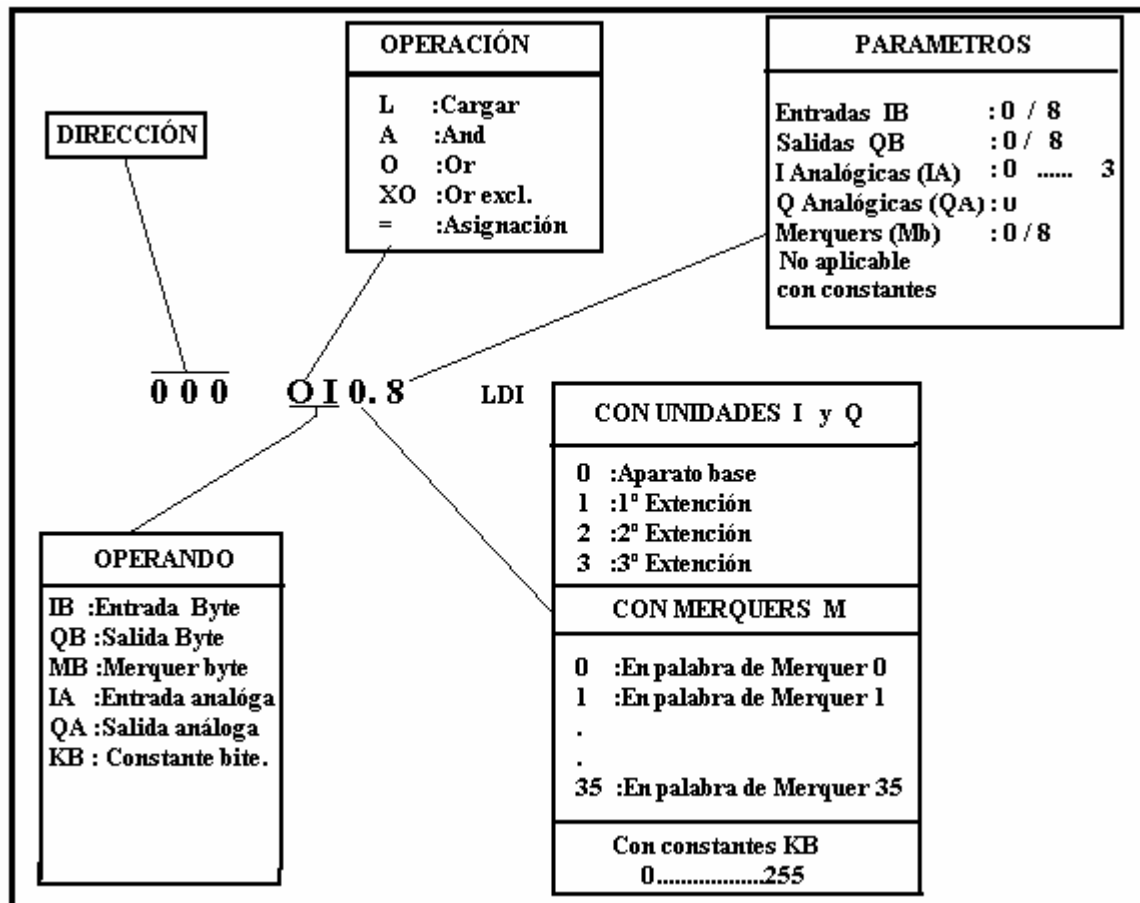 OPERACIÓN
L :Cargar
A :And
O :Or
XO :Or excl.
= :Asignación
PARAMETROS
Entradas IB : 0 / 8
Salidas QB : 0 / 8
I Analógicas (IA) : 0 ...... 3
Q Analógicas (QA) : u
Merquers (Mb) : 0 / 8
No aplicable
con constantes
DIRECCIÓN
0 0 0 O I 0. 8 LDI
CON UNIDADES I y Q
0 :Aparato base
1 :1º Extención
2 :2º Extención
3 :3º Extención
CON MERQUERS M
0 :En palabra de Merquer 0
1 :En palabra de Merquer 1
.
.
35 :En palabra de Merquer 35
Con constantes KB
0..................255
OPERANDO
IB :Entrada Byte
QB :Salida Byte
MB :Merquer byte
IA :Entrada analóga
QA :Salida análoga
KB : Constante bite.